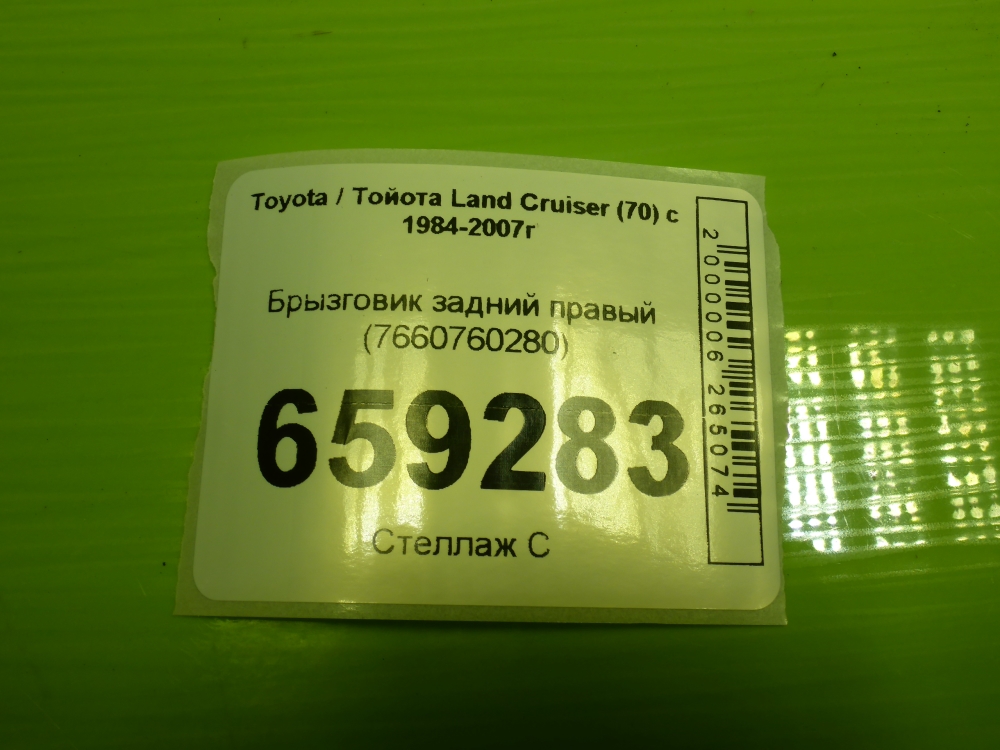 Toyota / Тойота Land Cruiser (70) с
1984-2007г
Брызговик задний правый
(7660760280)
659283
Стеллаж С
2000006265074